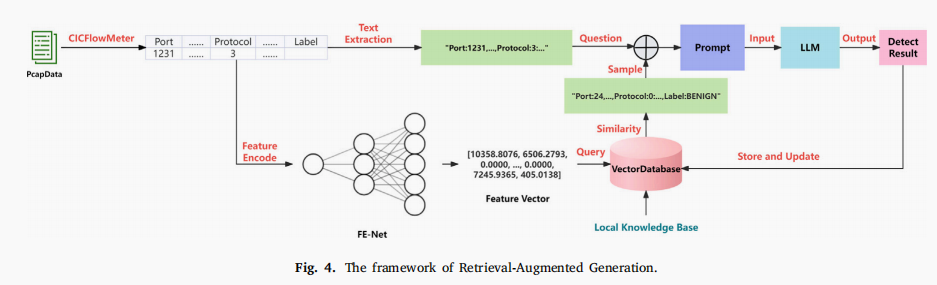 CICFlowMeter
PcapData
Port ...... Protocol ...... Label
1231 3
Text
Extraction
"Port:1231,...,Protocol:3:..."
Question
Prompt
Input
LLM
Output
Detect
Result
Sample
"Port:24,...,Protocol:0:...,Label:BENIGN"
Similarity
Feature
Encode
FE-Net
[10358.8076, 6506.2793,
0.0000, ..., 0.0000,
7245.9365, 405.0138]
Feature Vector
Query
VectorDatabase
Store and Update
Local Knowledge Base
Fig. 4. The framework of Retrieval-Augmented Generation.